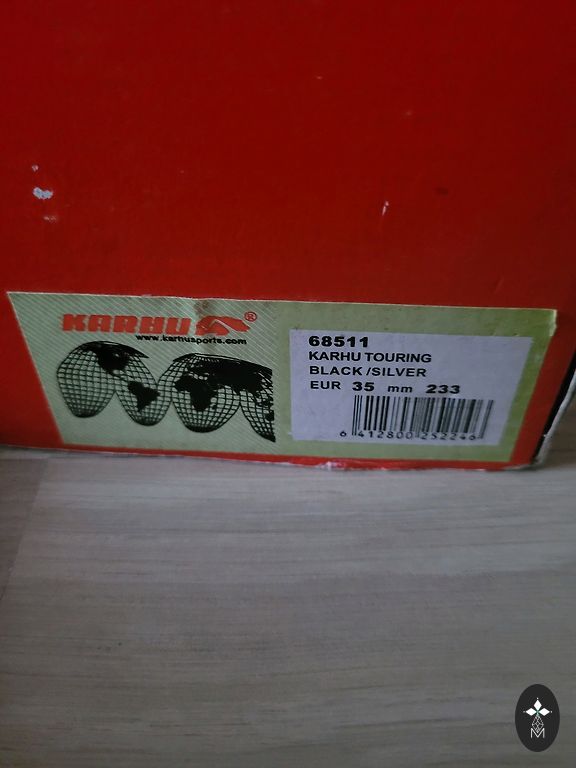 KARHU®
www.karhusports.com
68511
KARHU TOURING
BLACK /SILVER
EUR 35 mm 233
6 412800 252246
M